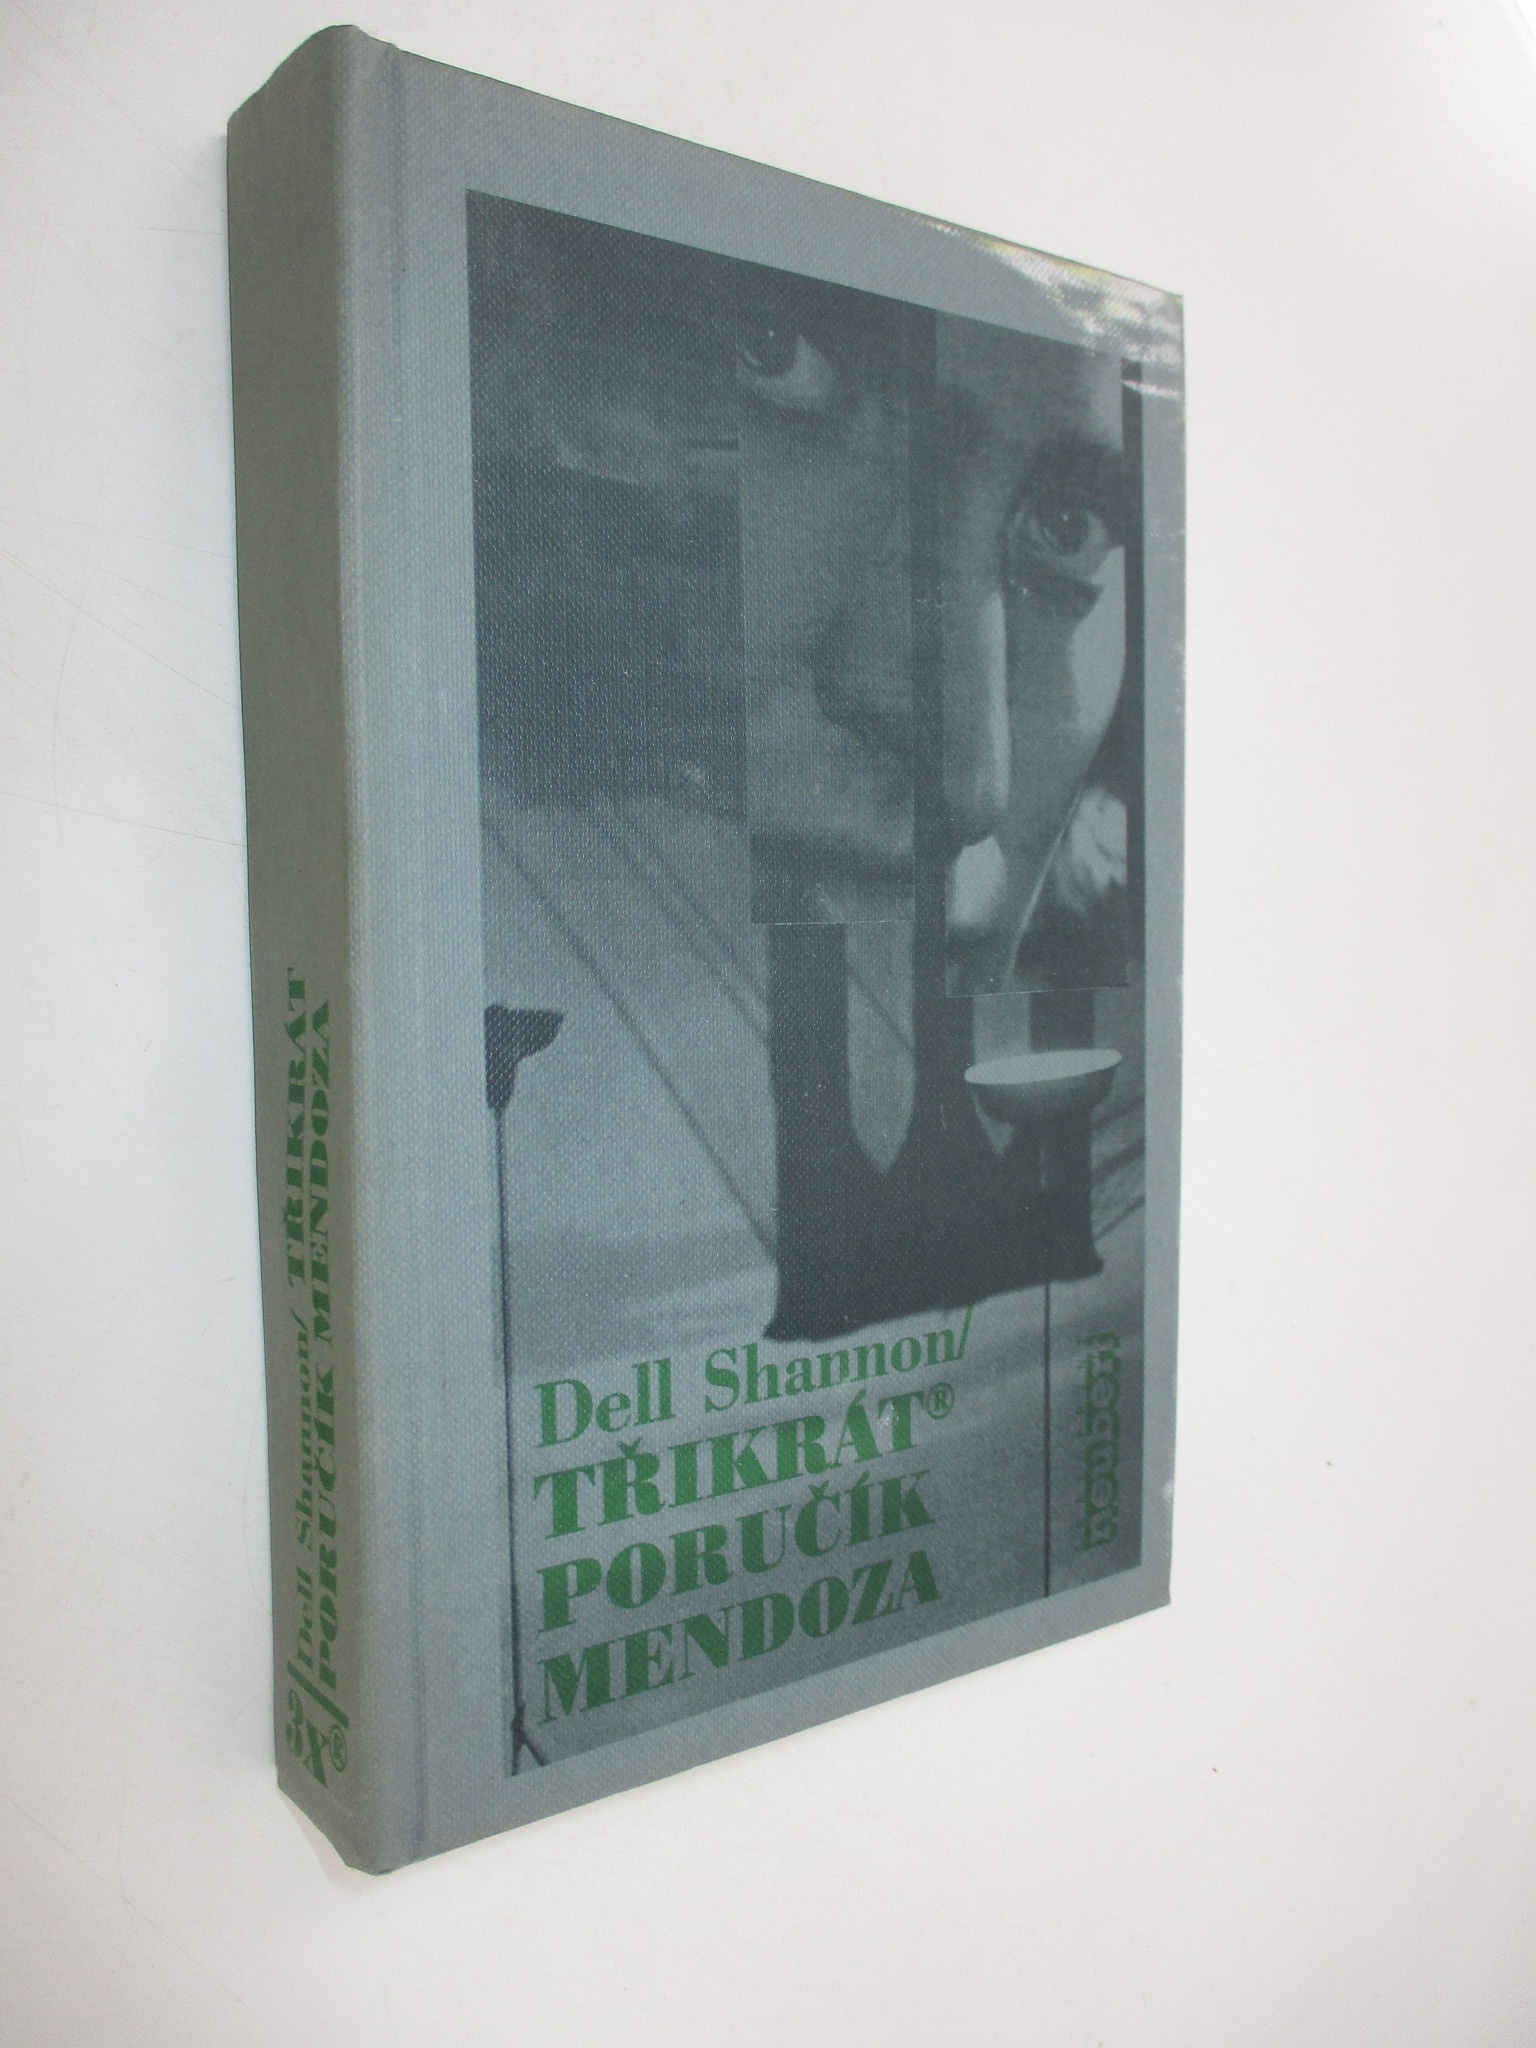 3X®
Dell Shannon/ TŘIKRÁT
PORUČÍK MENDOZA
Dell Shannon/
TŘIKRÁT®
PORUČÍK
MENDOZA